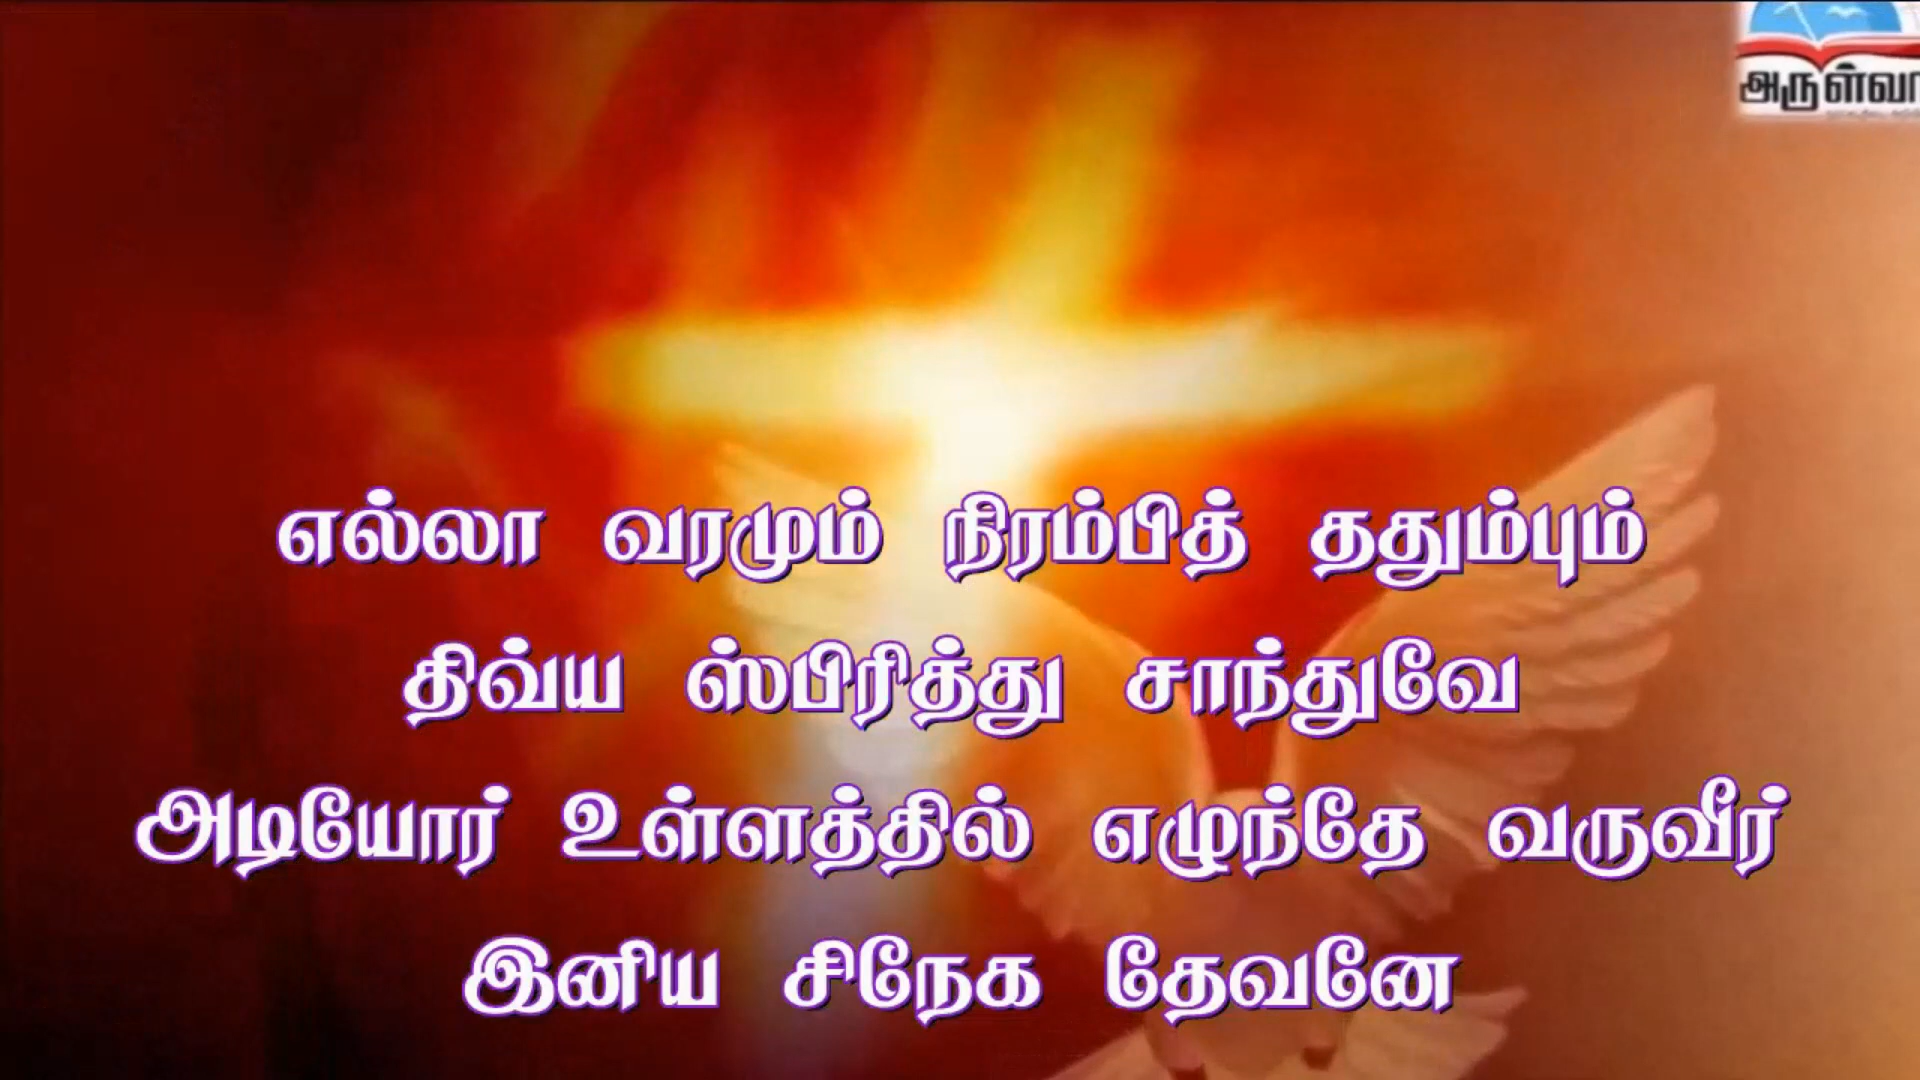 அருள்வா
எல்லா வரமும் நிரம்பித் ததும்பும்
திவ்ய ஸ்பிரித்து சாந்துவே
அடியோர் உள்ளத்தில் எழுந்தே வருவீர்
இனிய சிநேக தேவனே